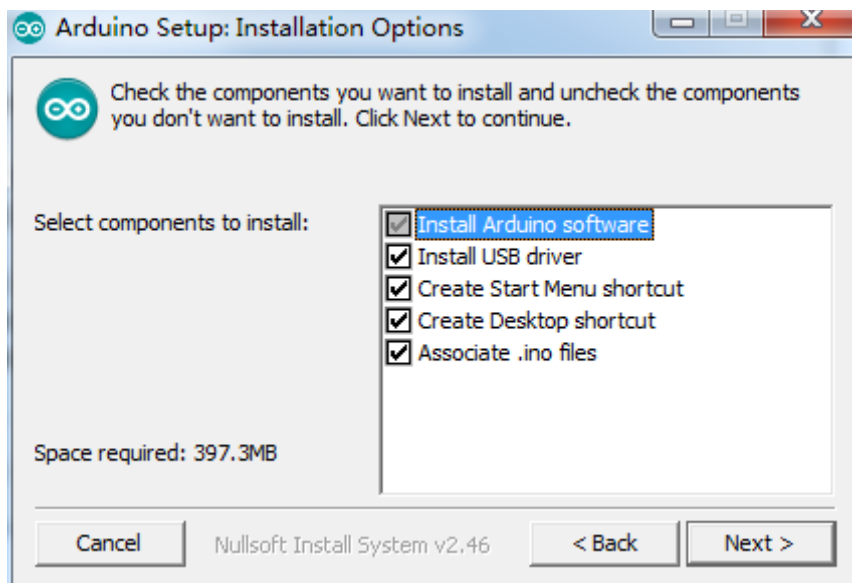 Arduino Setup: Installation Options
Check the components you want to install and uncheck the components
you don't want to install. Click Next to continue.
Select components to install:
Install Arduino software
Install USB driver
Create Start Menu shortcut
Create Desktop shortcut
Associate .ino files
Space required: 397.3MB
Cancel
Nullsoft Install System v2.46
< Back
Next >